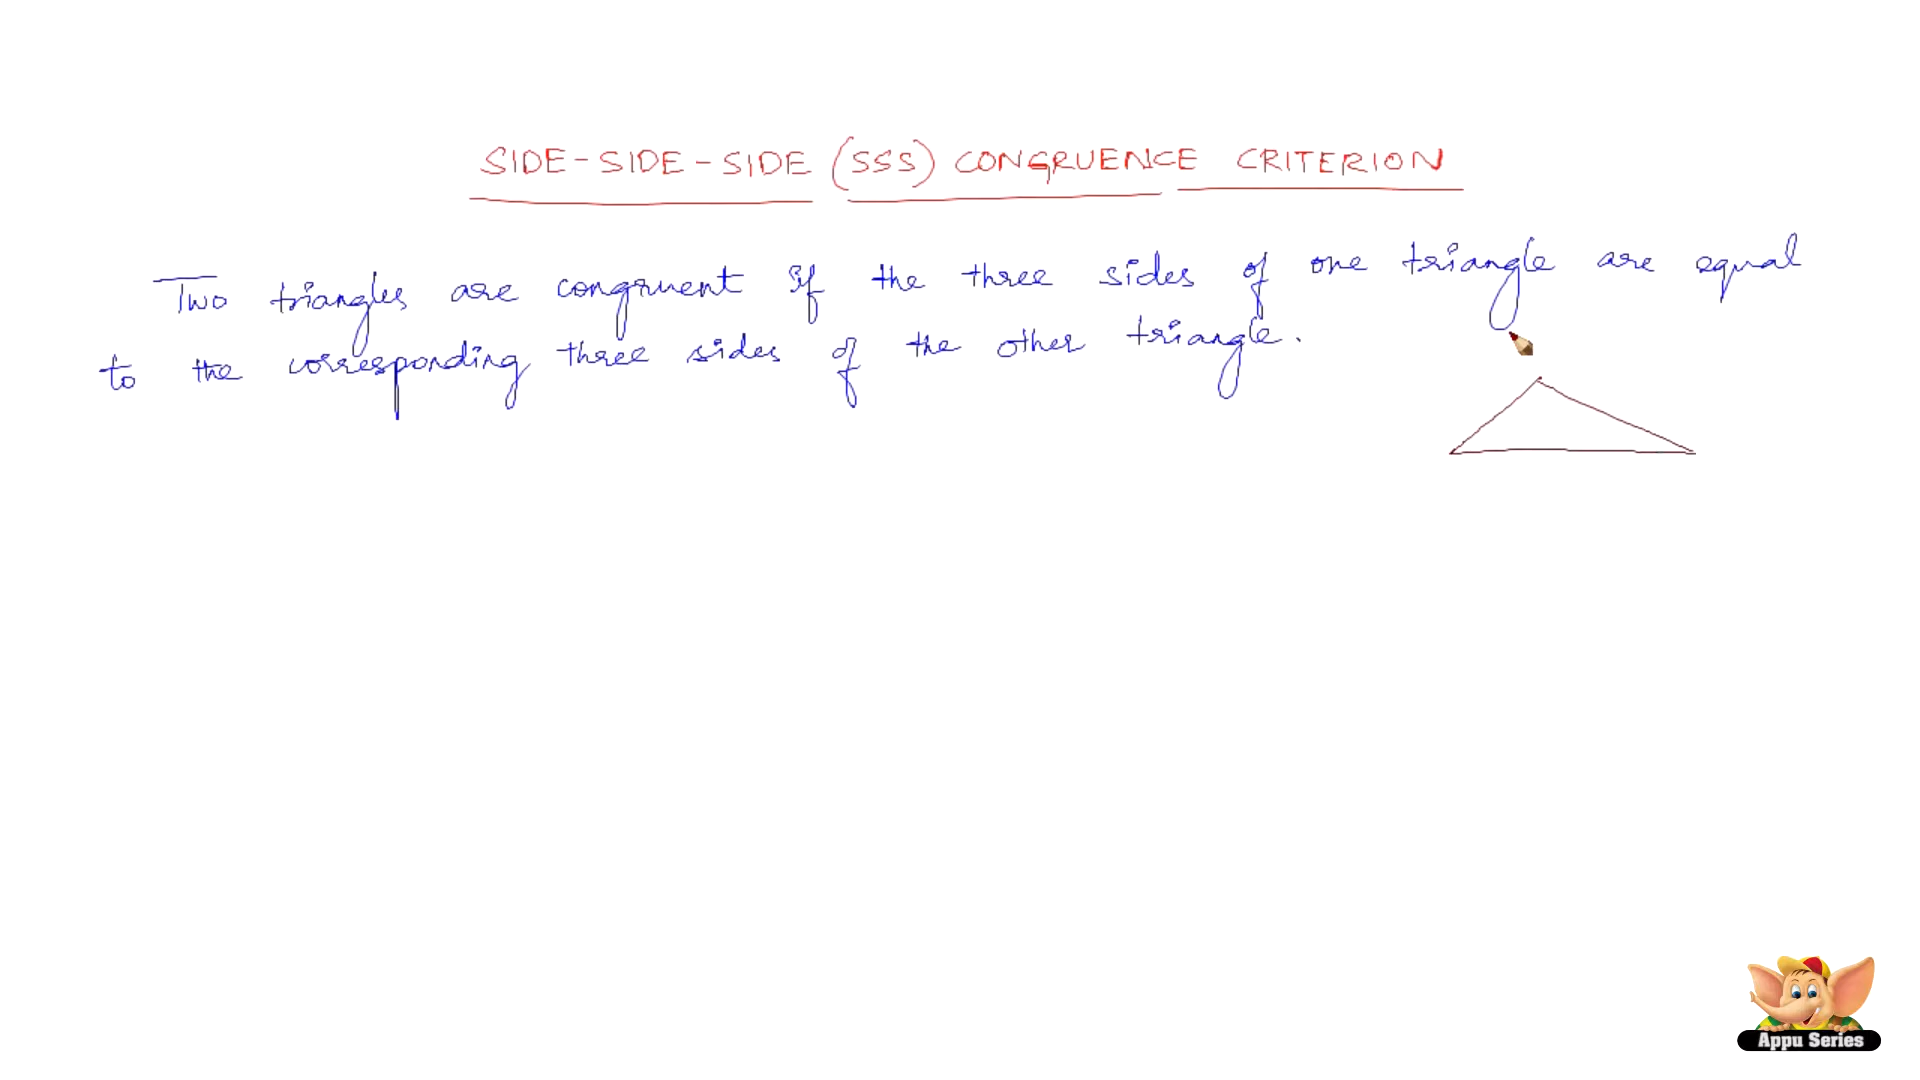 SIDE-SIDE-SIDE (SSS) CONGRUENCE CRITERION
Two triangles are congruent if the three sides of one triangle are equal
to the corresponding three sides of the other triangle.
Appu Series